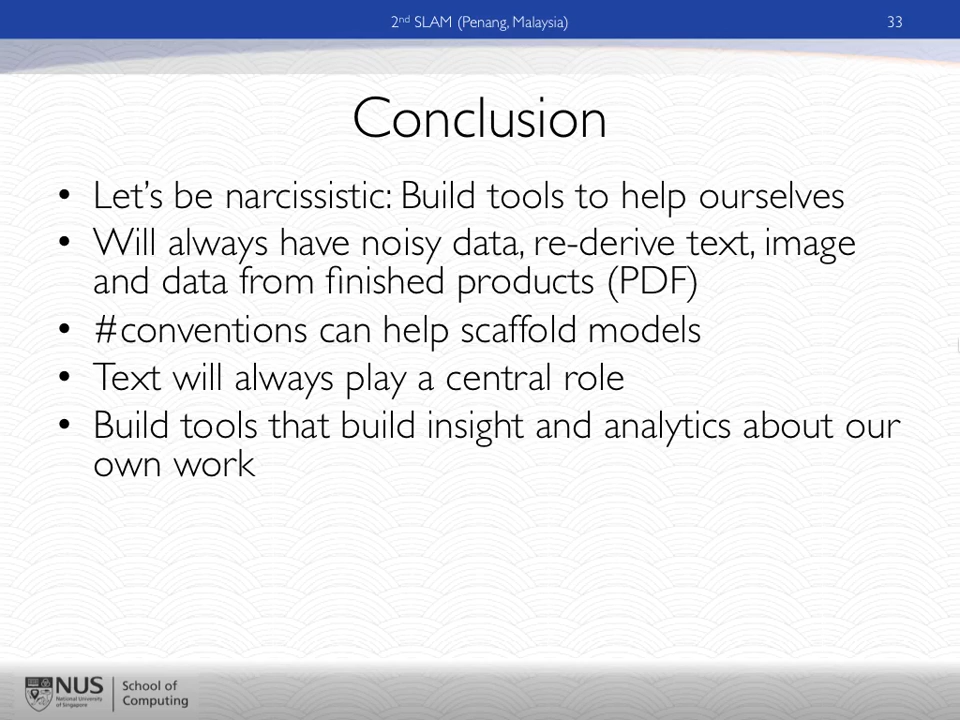 2nd SLAM (Penang, Malaysia) 33
Conclusion
• Let’s be narcissistic: Build tools to help ourselves
• Will always have noisy data, re-derive text, image
and data from finished products (PDF)
• #conventions can help scaffold models
• Text will always play a central role
• Build tools that build insight and analytics about our
own work
NUS
National University
of Singapore
School of
Computing